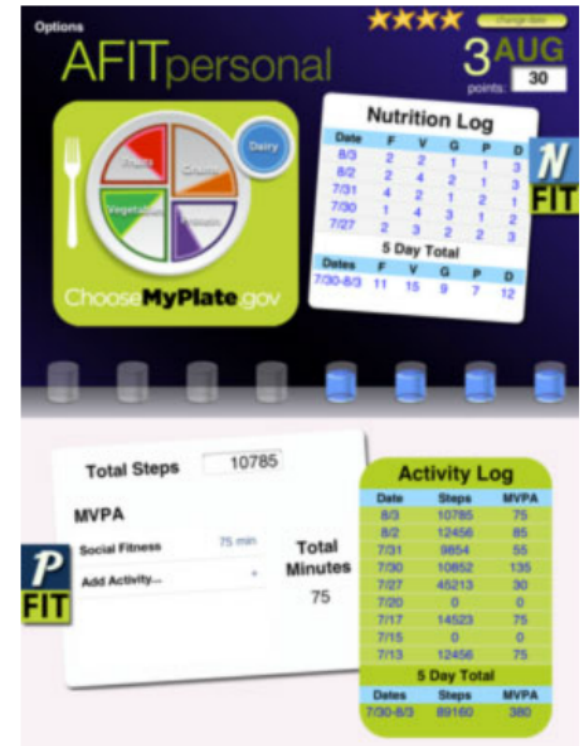 Options
change date
AFITpersonal
3 AUG
points: 30
Fruits
Grains
Dairy
Vegetables
Protein
ChooseMyPlate.gov
Nutrition Log
Date F V G P D
8/3 2 2 1 1 3
8/2 2 4 2 1 3
7/31 4 2 1 2 1
7/30 1 4 3 1 2
7/27 2 3 2 2 3
5 Day Total
Dates F V G P D
7/30-8/3 11 15 9 7 12
N
FIT
Total Steps 10785
MVPA
Social Fitness 75 min
Add Activity... +
Total
Minutes
75
P
FIT
Activity Log
Date Steps MVPA
8/3 10785 75
8/2 12456 85
7/31 9854 55
7/30 10852 135
7/27 45213 30
7/20 0 0
7/17 14523 75
7/15 0 0
7/13 12456 75
5 Day Total
Dates Steps MVPA
7/30-8/3 89160 380